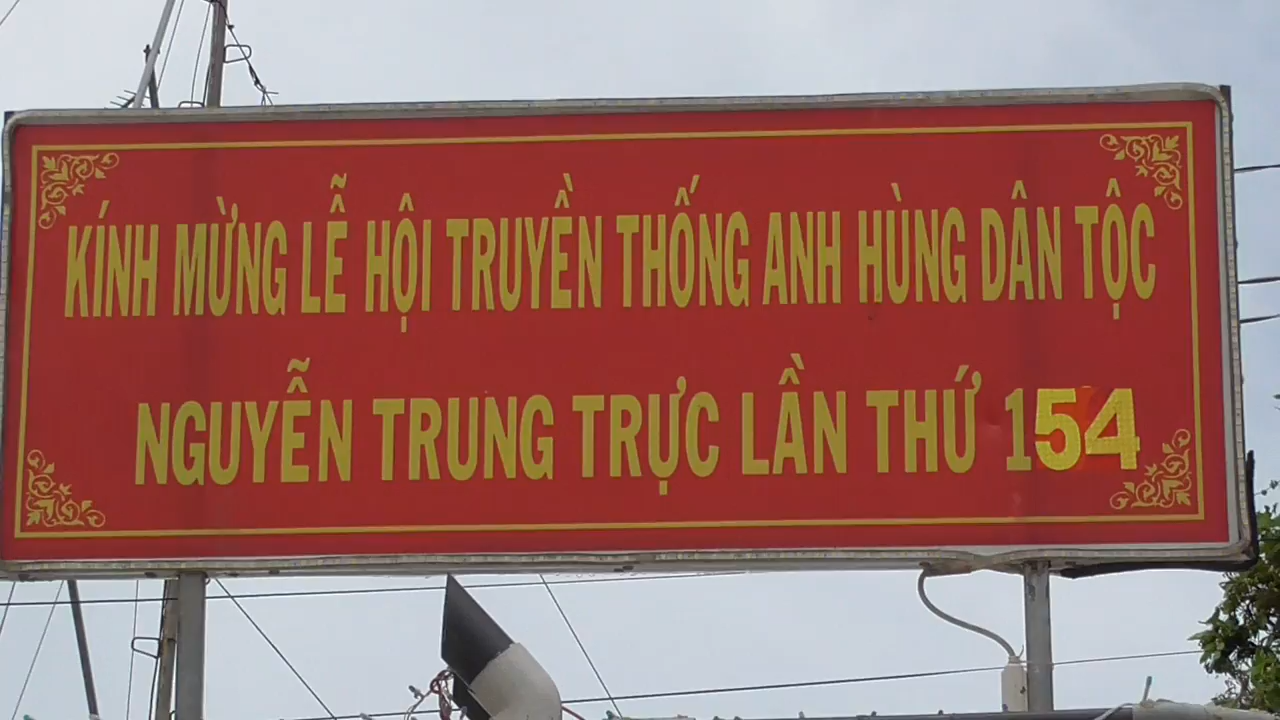 KÍNH MỪNG LỄ HỘI TRUYỀN THỐNG ANH HÙNG DÂN TỘC
NGUYỄN TRUNG TRỰC LẦN THỨ 154